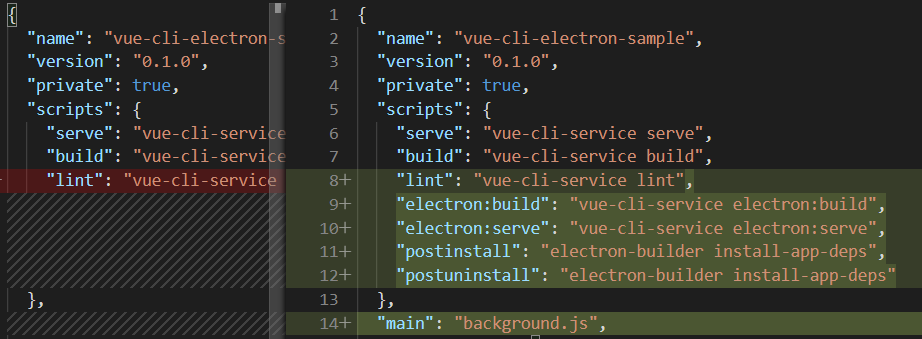 {
"name": "vue-cli-electron-s
"version": "0.1.0",
"private": true,
"scripts": {
"serve": "vue-cli-service
"build": "vue-cli-service
"lint": "vue-cli-service
},
1 {
2 "name": "vue-cli-electron-sample",
3 "version": "0.1.0",
4 "private": true,
5 "scripts": {
6 "serve": "vue-cli-service serve",
7 "build": "vue-cli-service build",
8+ "lint": "vue-cli-service lint",
9+ "electron:build": "vue-cli-service electron:build",
10+ "electron:serve": "vue-cli-service electron:serve",
11+ "postinstall": "electron-builder install-app-deps",
12+ "postuninstall": "electron-builder install-app-deps"
13 },
14+ "main": "background.js",